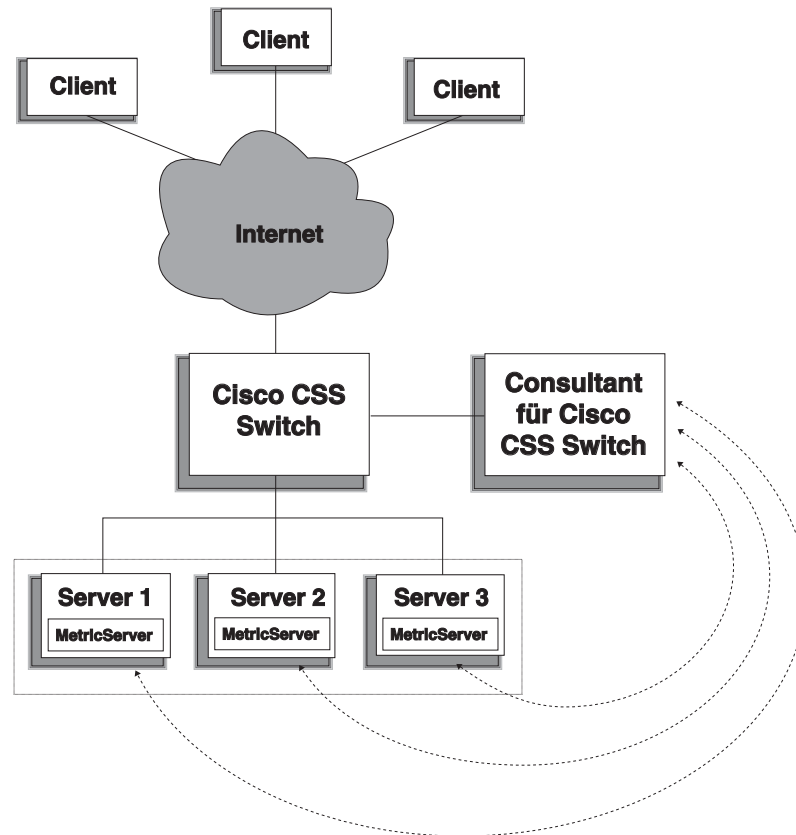 Client
Client
Client
Internet
Cisco CSS
Switch
Consultant
für Cisco
CSS Switch
Server 1
MetricServer
Server 2
MetricServer
Server 3
MetricServer